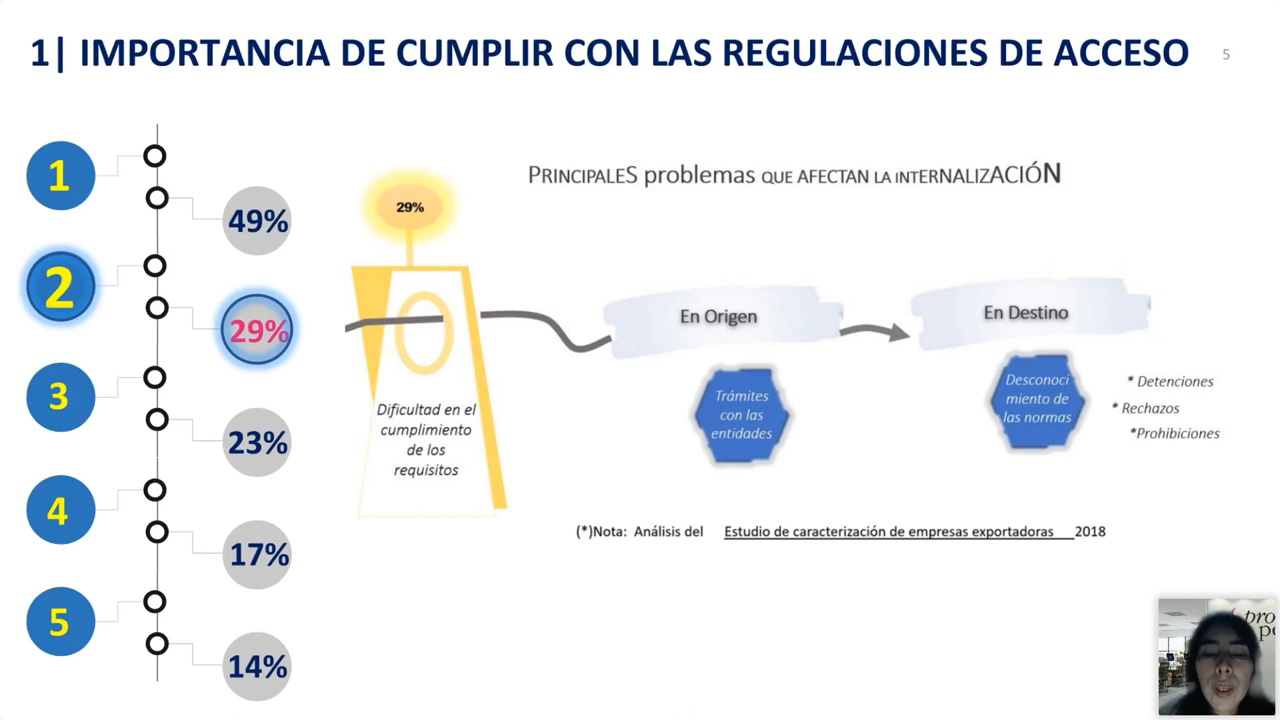 1| IMPORTANCIA DE CUMPLIR CON LAS REGULACIONES DE ACCESO
5
1
49%
2
29%
3
23%
4
17%
5
14%
PRINCIPALES problemas QUE AFECTAN LA INTERNALIZACIÓN
29%
Dificultad en el
cumplimiento
de los
requisitos
En Origen
Trámites
con las
entidades
En Destino
Desconoci
miento de
las normas
* Detenciones
* Rechazos
*Prohibiciones
(*)Nota: Análisis del Estudio de caracterización de empresas exportadoras 2018
pro